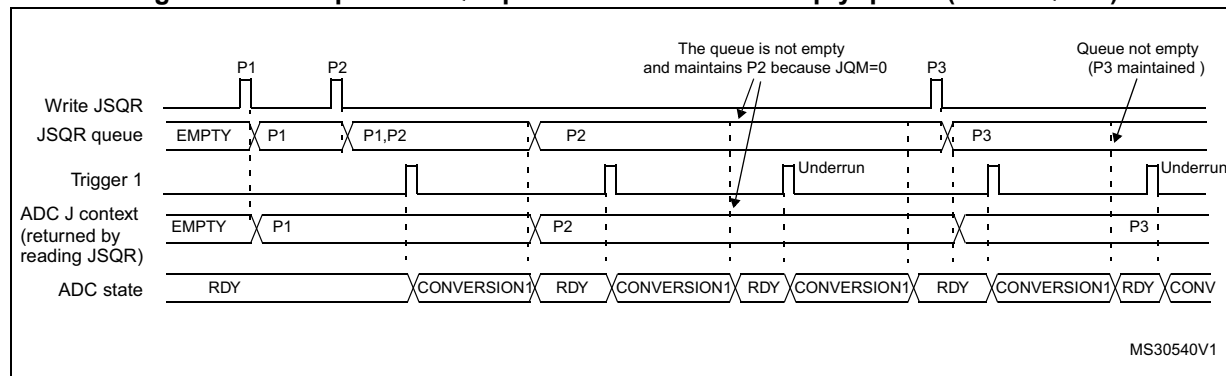 The queue is not empty
and maintains P2 because JQM=0
Queue not empty
(P3 maintained )
P1
P2
P3
Write JSQR
JSQR queue
EMPTY
P1
P1,P2
P2
P3
Trigger 1
Underrun
Underrun
ADC J context
(returned by
reading JSQR)
EMPTY
P1
P2
P3
ADC state
RDY
CONVERSION1
RDY
CONVERSION1
RDY
CONVERSION1
RDY
CONVERSION1
RDY
CONV
MS30540V1